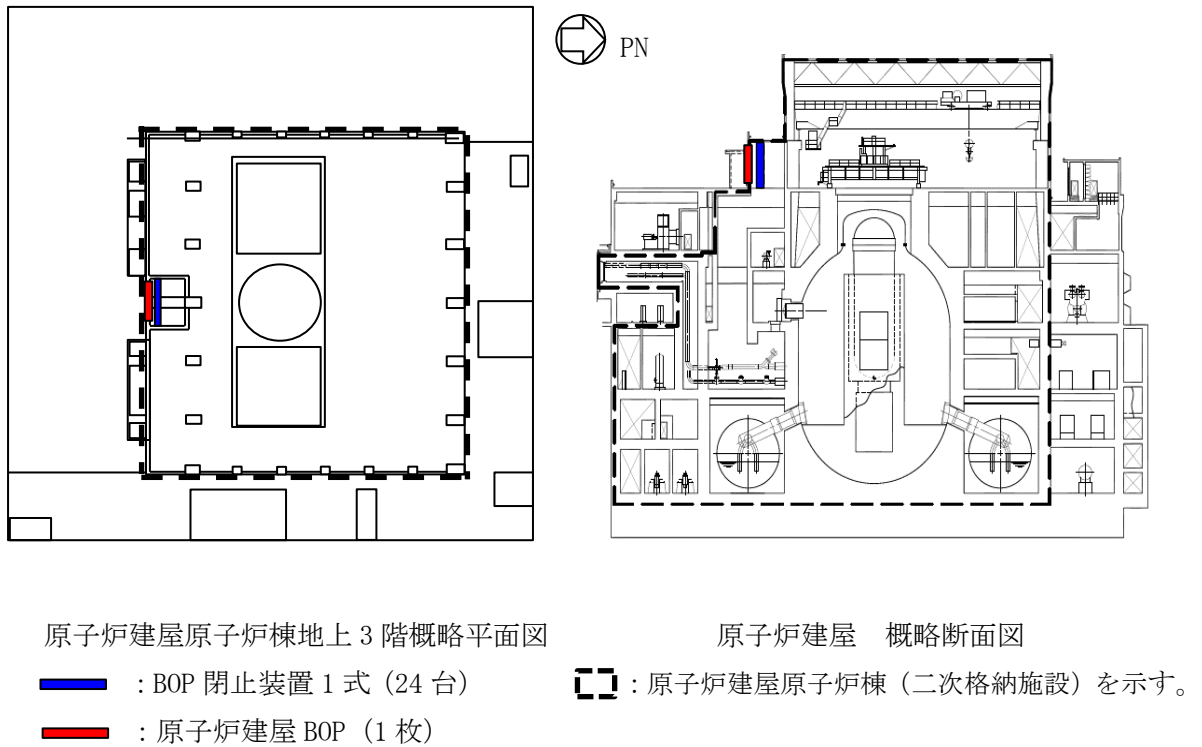 PN
原子炉建屋原子炉棟地上 3 階概略平面図
原子炉建屋　概略断面図
：BOP 閉止装置 1 式（24 台）
：原子炉建屋原子炉棟（二次格納施設）を示す。
：原子炉建屋 BOP（1 枚）